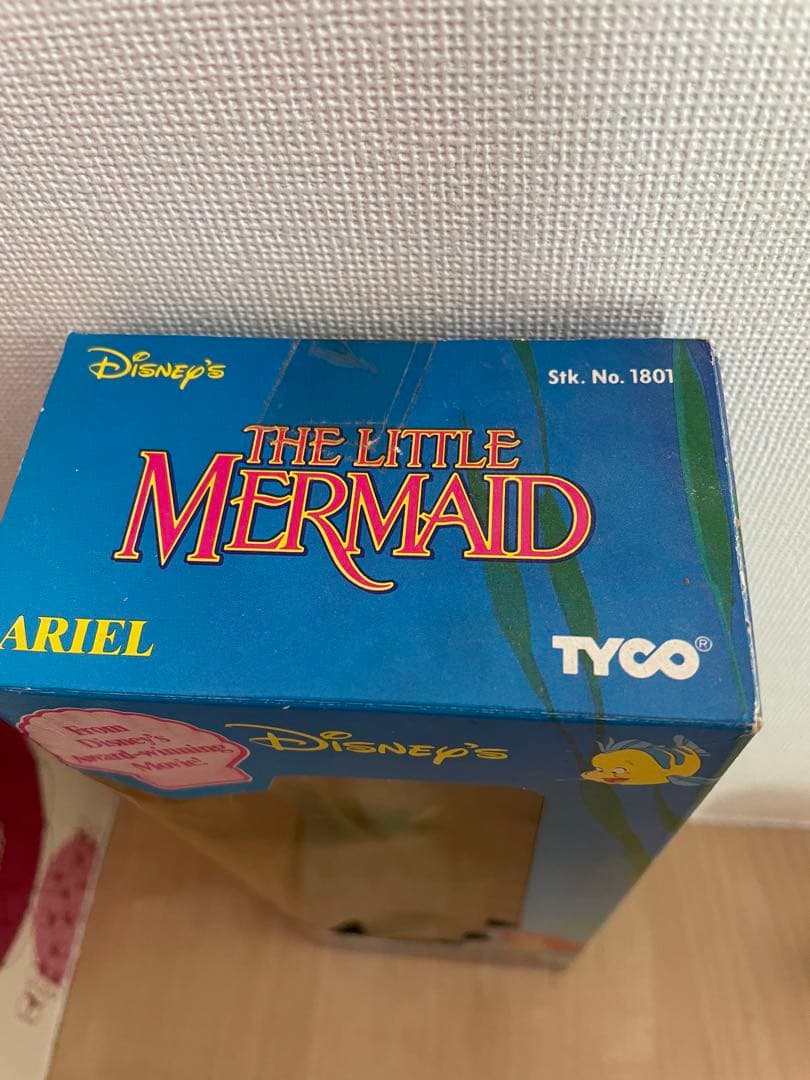 Disney's
Stk. No. 1801
THE LITTLE
MERMAID
ARIEL
TYCO®
From
Disney's
Award-winning
Movie!
Disney's